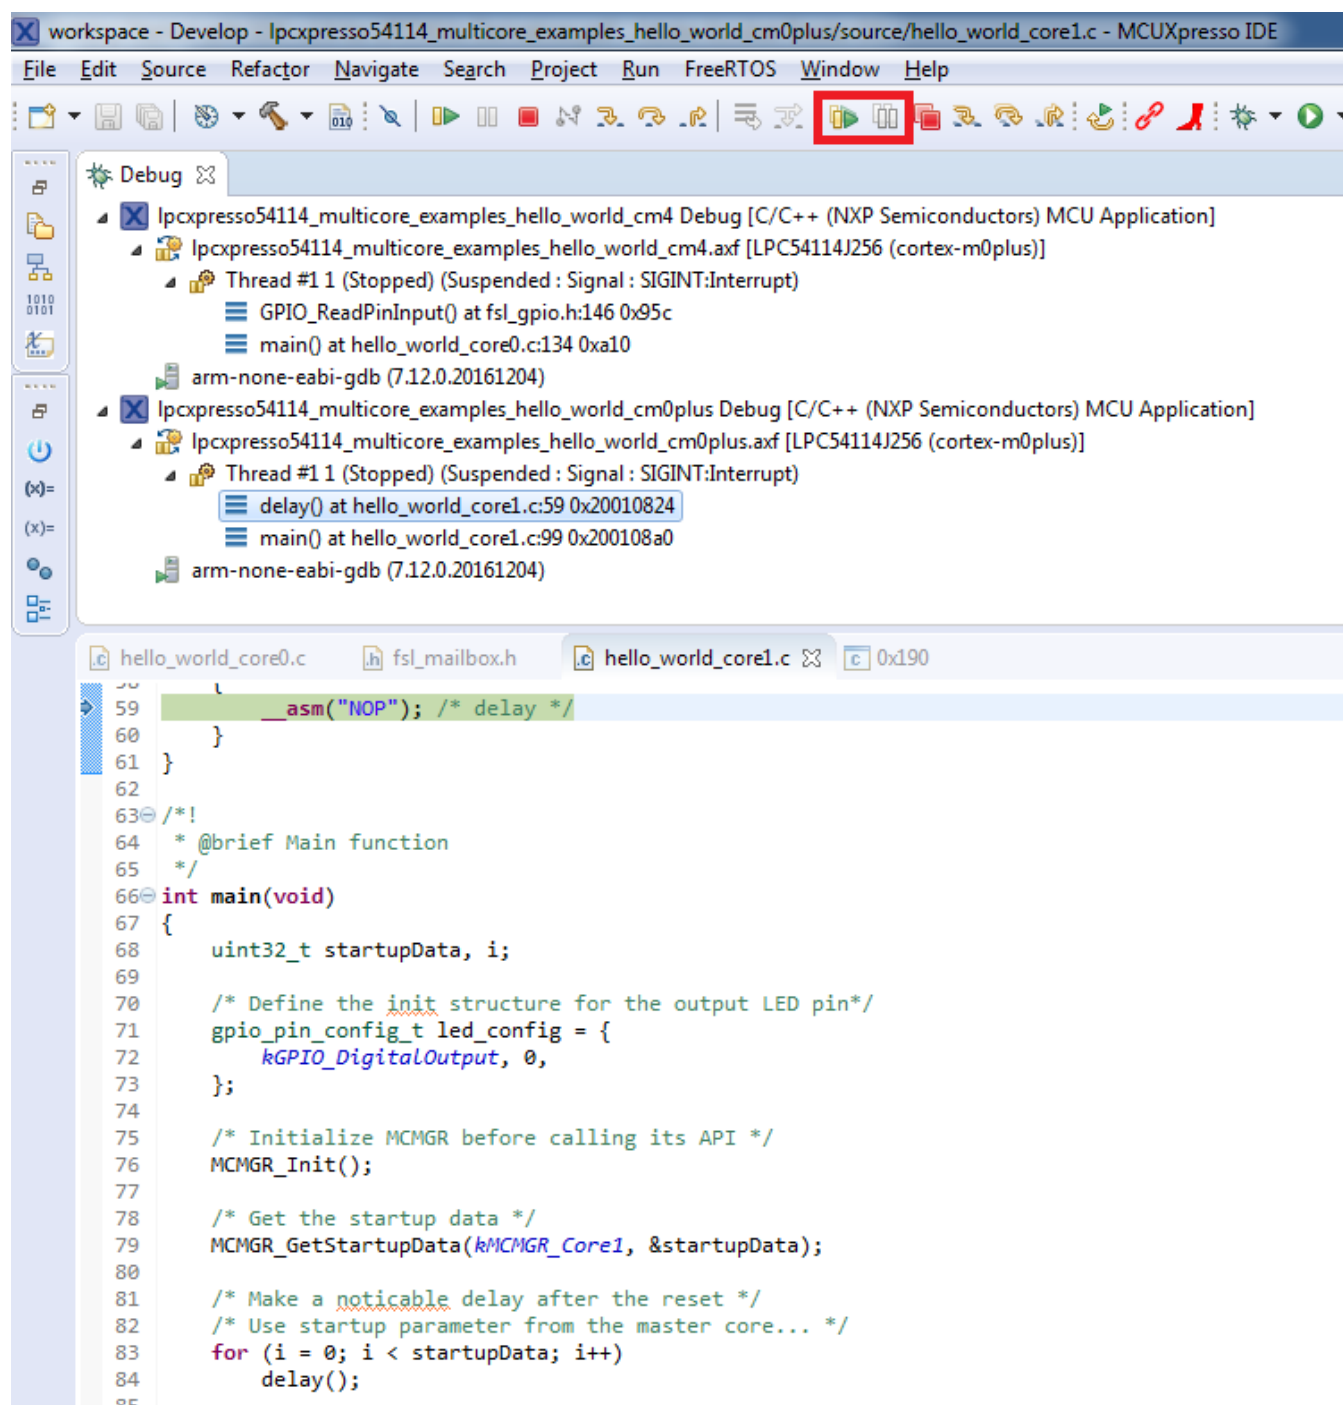 workspace - Develop - lpcxpresso54114_multicore_examples_hello_world_cm0plus/source/hello_world_core1.c - MCUXpresso IDE
File Edit Source Refactor Navigate Search Project Run FreeRTOS Window Help
Debug
lpcxpresso54114_multicore_examples_hello_world_cm4 Debug [C/C++ (NXP Semiconductors) MCU Application]
lpcxpresso54114_multicore_examples_hello_world_cm4.axf [LPC54114J256 (cortex-m0plus)]
Thread #1 1 (Stopped) (Suspended : Signal : SIGINT:Interrupt)
GPIO_ReadPinInput() at fsl_gpio.h:146 0x95c
main() at hello_world_core0.c:134 0xa10
arm-none-eabi-gdb (7.12.0.20161204)
lpcxpresso54114_multicore_examples_hello_world_cm0plus Debug [C/C++ (NXP Semiconductors) MCU Application]
lpcxpresso54114_multicore_examples_hello_world_cm0plus.axf [LPC54114J256 (cortex-m0plus)]
Thread #1 1 (Stopped) (Suspended : Signal : SIGINT:Interrupt)
delay() at hello_world_core1.c:59 0x20010824
main() at hello_world_core1.c:99 0x200108a0
arm-none-eabi-gdb (7.12.0.20161204)
hello_world_core0.c fsl_mailbox.h hello_world_core1.c 0x190
{
59 __asm("NOP"); /* delay */
60 }
61 }
62
63 /*!
64 * @brief Main function
65 */
66 int main(void)
67 {
68 uint32_t startupData, i;
69
70 /* Define the init structure for the output LED pin*/
71 gpio_pin_config_t led_config = {
72 kGPIO_DigitalOutput, 0,
73 };
74
75 /* Initialize MCMGR before calling its API */
76 MCMGR_Init();
77
78 /* Get the startup data */
79 MCMGR_GetStartupData(kMCMGR_Core1, &startupData);
80
81 /* Make a noticable delay after the reset */
82 /* Use startup parameter from the master core... */
83 for (i = 0; i < startupData; i++)
84 delay();